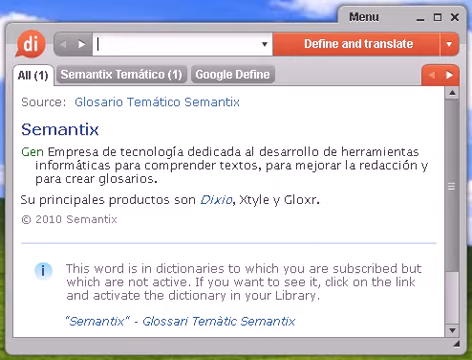 Menu
di
Define and translate
All (1)
Semantix Temático (1)
Google Define
Source: Glosario Temático Semantix
Semantix
Gen Empresa de tecnología dedicada al desarrollo de herramientas
informáticas para comprender textos, para mejorar la redacción y
para crear glosarios.
Su principales productos son Dixio, Xtyle y Gloxr.
© 2010 Semantix
i
This word is in dictionaries to which you are subscribed but
which are not active. If you want to see it, click on the link
and activate the dictionary in your Library.
"Semantix" - Glossari Temàtic Semantix